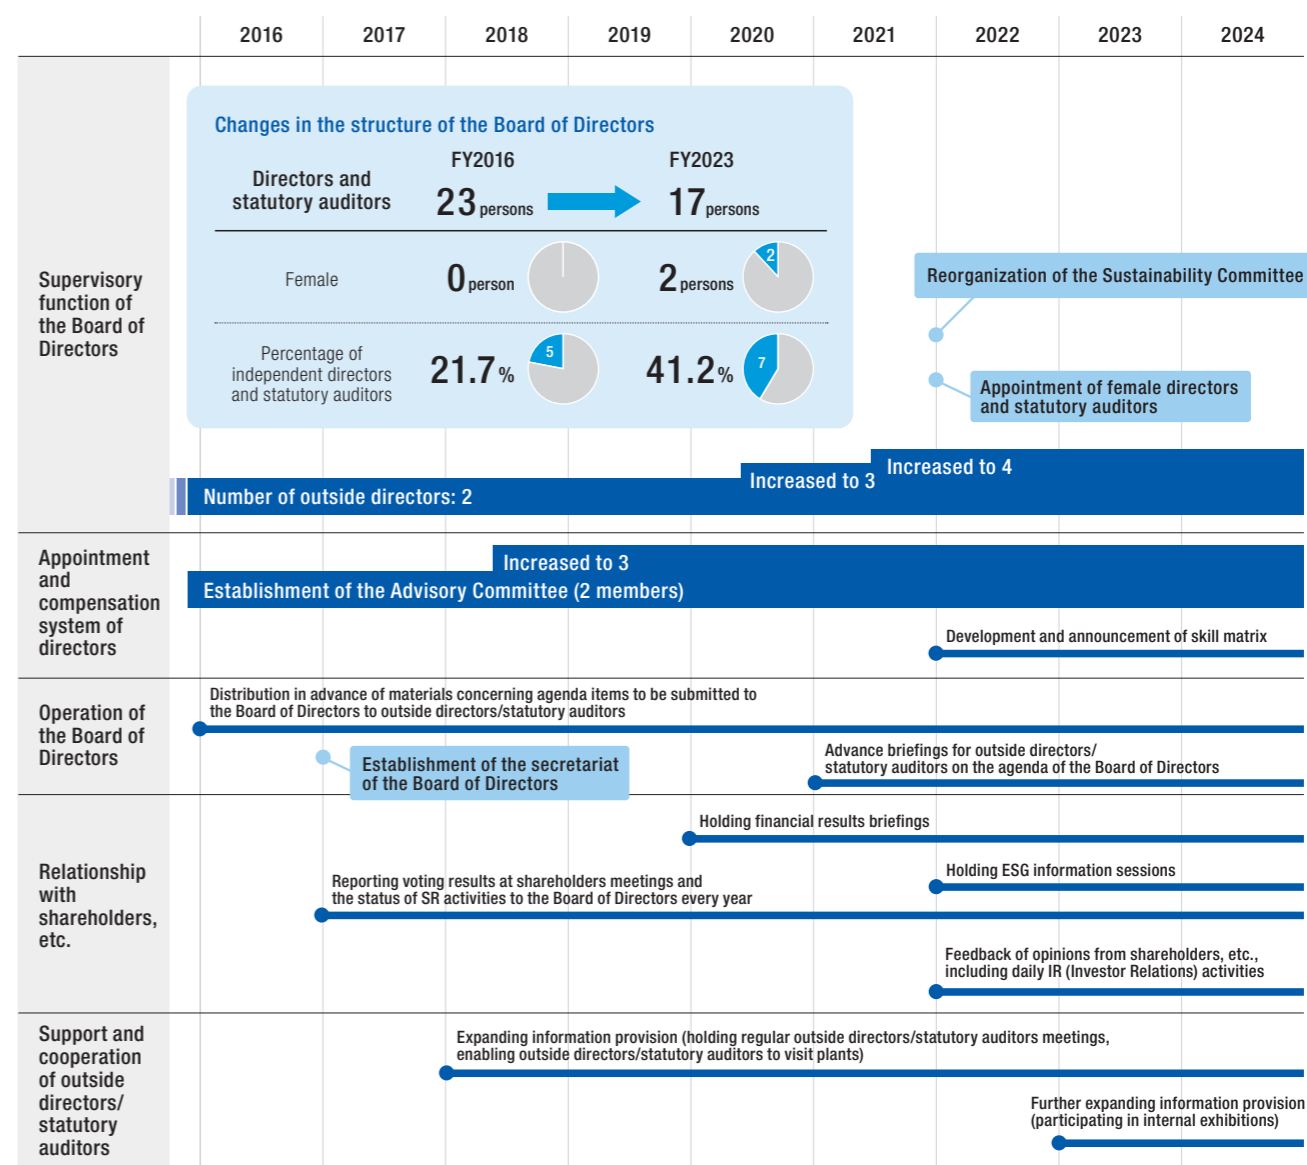 2016 2017 2018 2019 2020 2021 2022 2023 2024
Supervisory
function of
the Board of
Directors
Changes in the structure of the Board of Directors
FY2016 FY2023
Directors and
statutory auditors
23 persons 17 persons
Female
0 person
2 persons
2
Percentage of
independent directors
and statutory auditors
21.7 %
5
41.2 %
7
Reorganization of the Sustainability Committee
Appointment of female directors
and statutory auditors
Number of outside directors: 2
Increased to 3
Increased to 4
Appointment
and
compensation
system of
directors
Increased to 3
Establishment of the Advisory Committee (2 members)
Development and announcement of skill matrix
Operation of
the Board of
Directors
Distribution in advance of materials concerning agenda items to be submitted to
the Board of Directors to outside directors/statutory auditors
Establishment of the secretariat
of the Board of Directors
Advance briefings for outside directors/
statutory auditors on the agenda of the Board of Directors
Relationship
with
shareholders,
etc.
Holding financial results briefings
Holding ESG information sessions
Reporting voting results at shareholders meetings and
the status of SR activities to the Board of Directors every year
Feedback of opinions from shareholders, etc.,
including daily IR (Investor Relations) activities
Support and
cooperation
of outside
directors/
statutory
auditors
Expanding information provision (holding regular outside directors/statutory auditors meetings,
enabling outside directors/statutory auditors to visit plants)
Further expanding information provision
(participating in internal exhibitions)